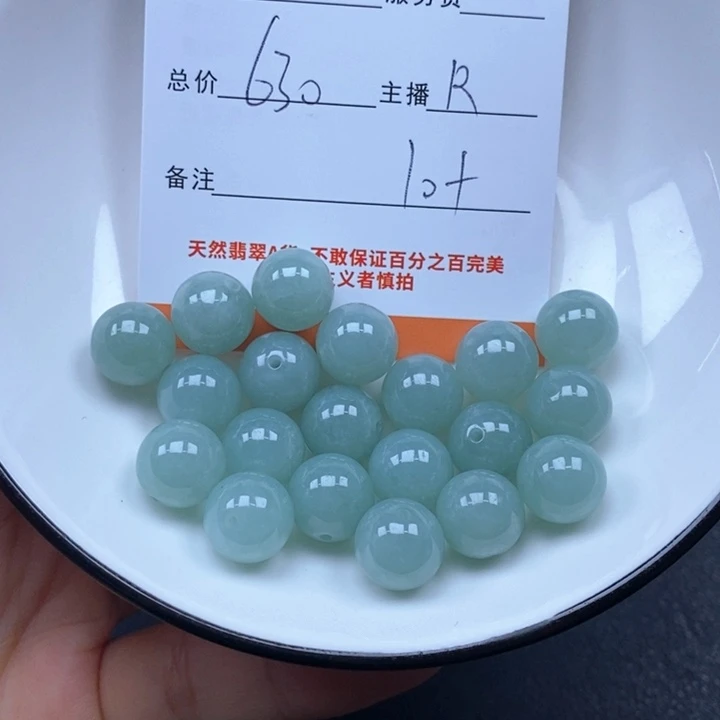 服务费
总价 630 主播 R
备注 10+
天然翡翠A货 不敢保证百分之百完美
义者慎拍